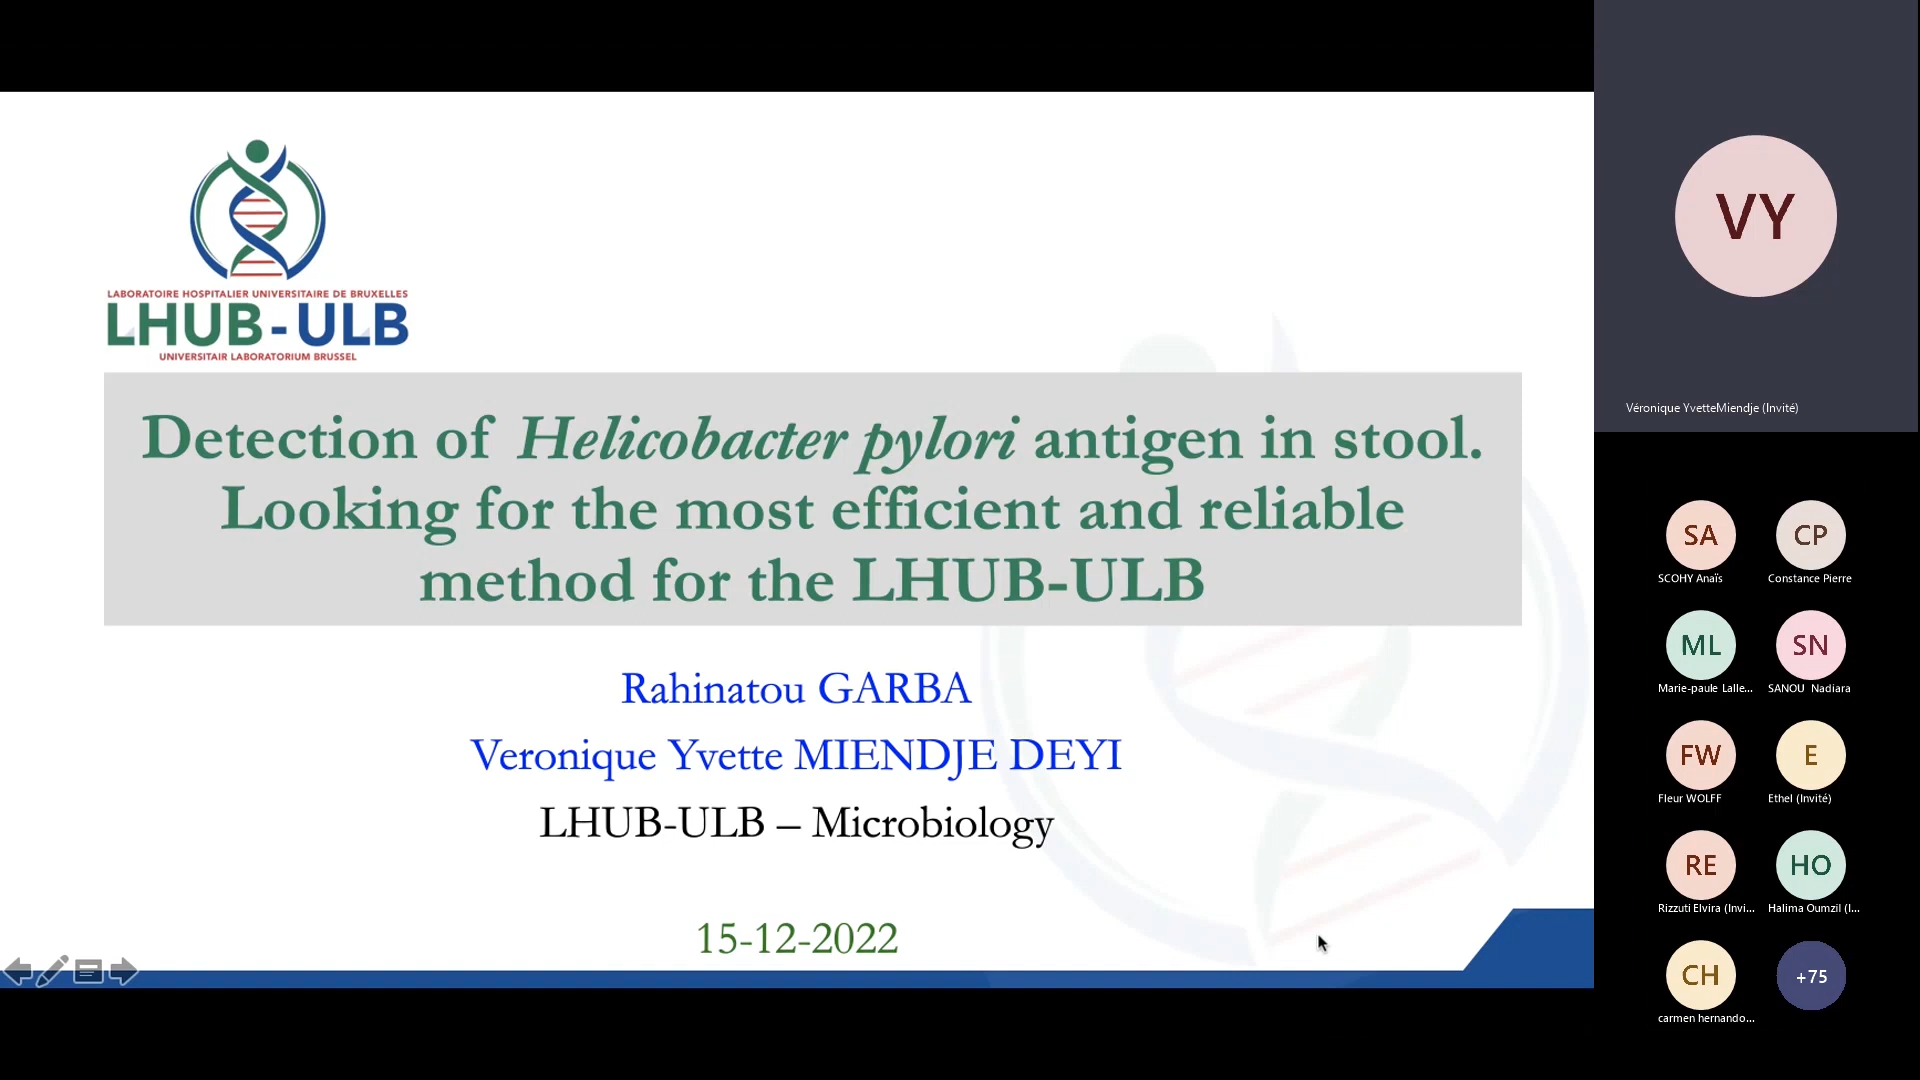 LABORATOIRE HOSPITALIER UNIVERSITAIRE DE BRUXELLES
LHUB-ULB
UNIVERSITAIR LABORATORIUM BRUSSEL
Detection of Helicobacter pylori antigen in stool.
Looking for the most efficient and reliable
method for the LHUB-ULB
Rahinatou GARBA
Veronique Yvette MIENDJE DEYI
LHUB-ULB – Microbiology
15-12-2022
VY
Véronique YvetteMiendje (Invité)
SA
SCOHY Anaïs
CP
Constance Pierre
ML
Marie-paule Lalle...
SN
SANOU Nadiara
FW
Fleur WOLFF
E
Ethel (Invité)
RE
Rizzuti Elvira (Invi...
HO
Halima Oumzil (I...
CH
carmen hernando...
+75